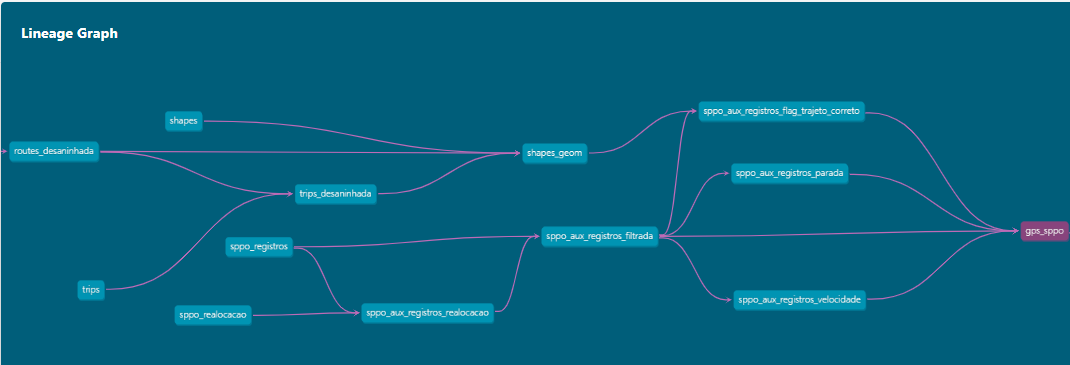 Lineage Graph
shapes
sppo_aux_registros_flag_trajeto_correto
routes_desaninhada
shapes_geom
sppo_aux_registros_parada
trips_desaninhada
gps_sppo
sppo_registros
sppo_aux_registros_filtrada
trips
sppo_aux_registros_velocidade
sppo_realocacao
sppo_aux_registros_realocacao